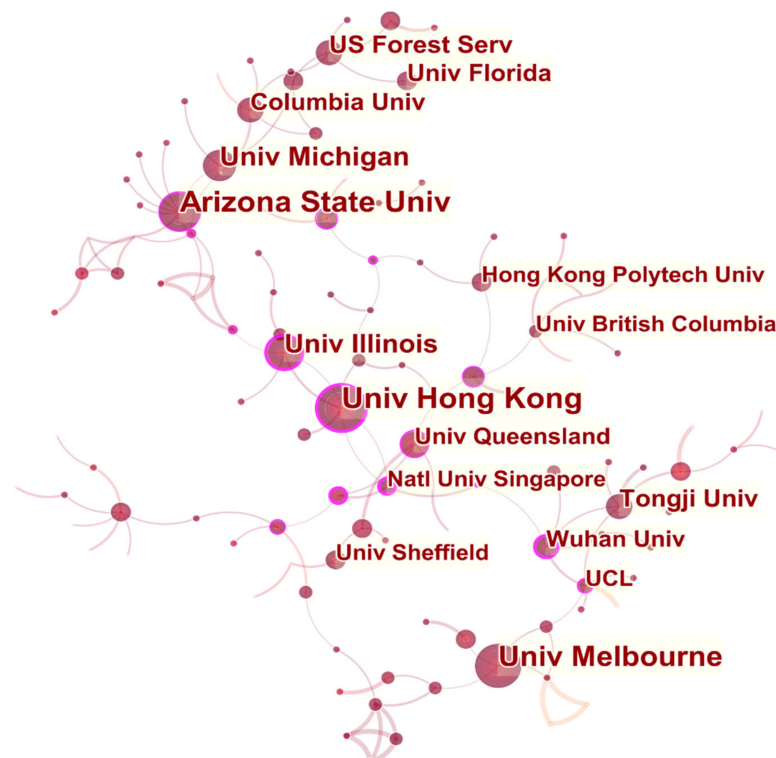 US Forest Serv
Univ Florida
Columbia Univ
Univ Michigan
Arizona State Univ
Hong Kong Polytech Univ
Univ British Columbia
Univ Illinois
Univ Hong Kong
Univ Queensland
Natl Univ Singapore
Tongji Univ
Wuhan Univ
Univ Sheffield
UCL
Univ Melbourne